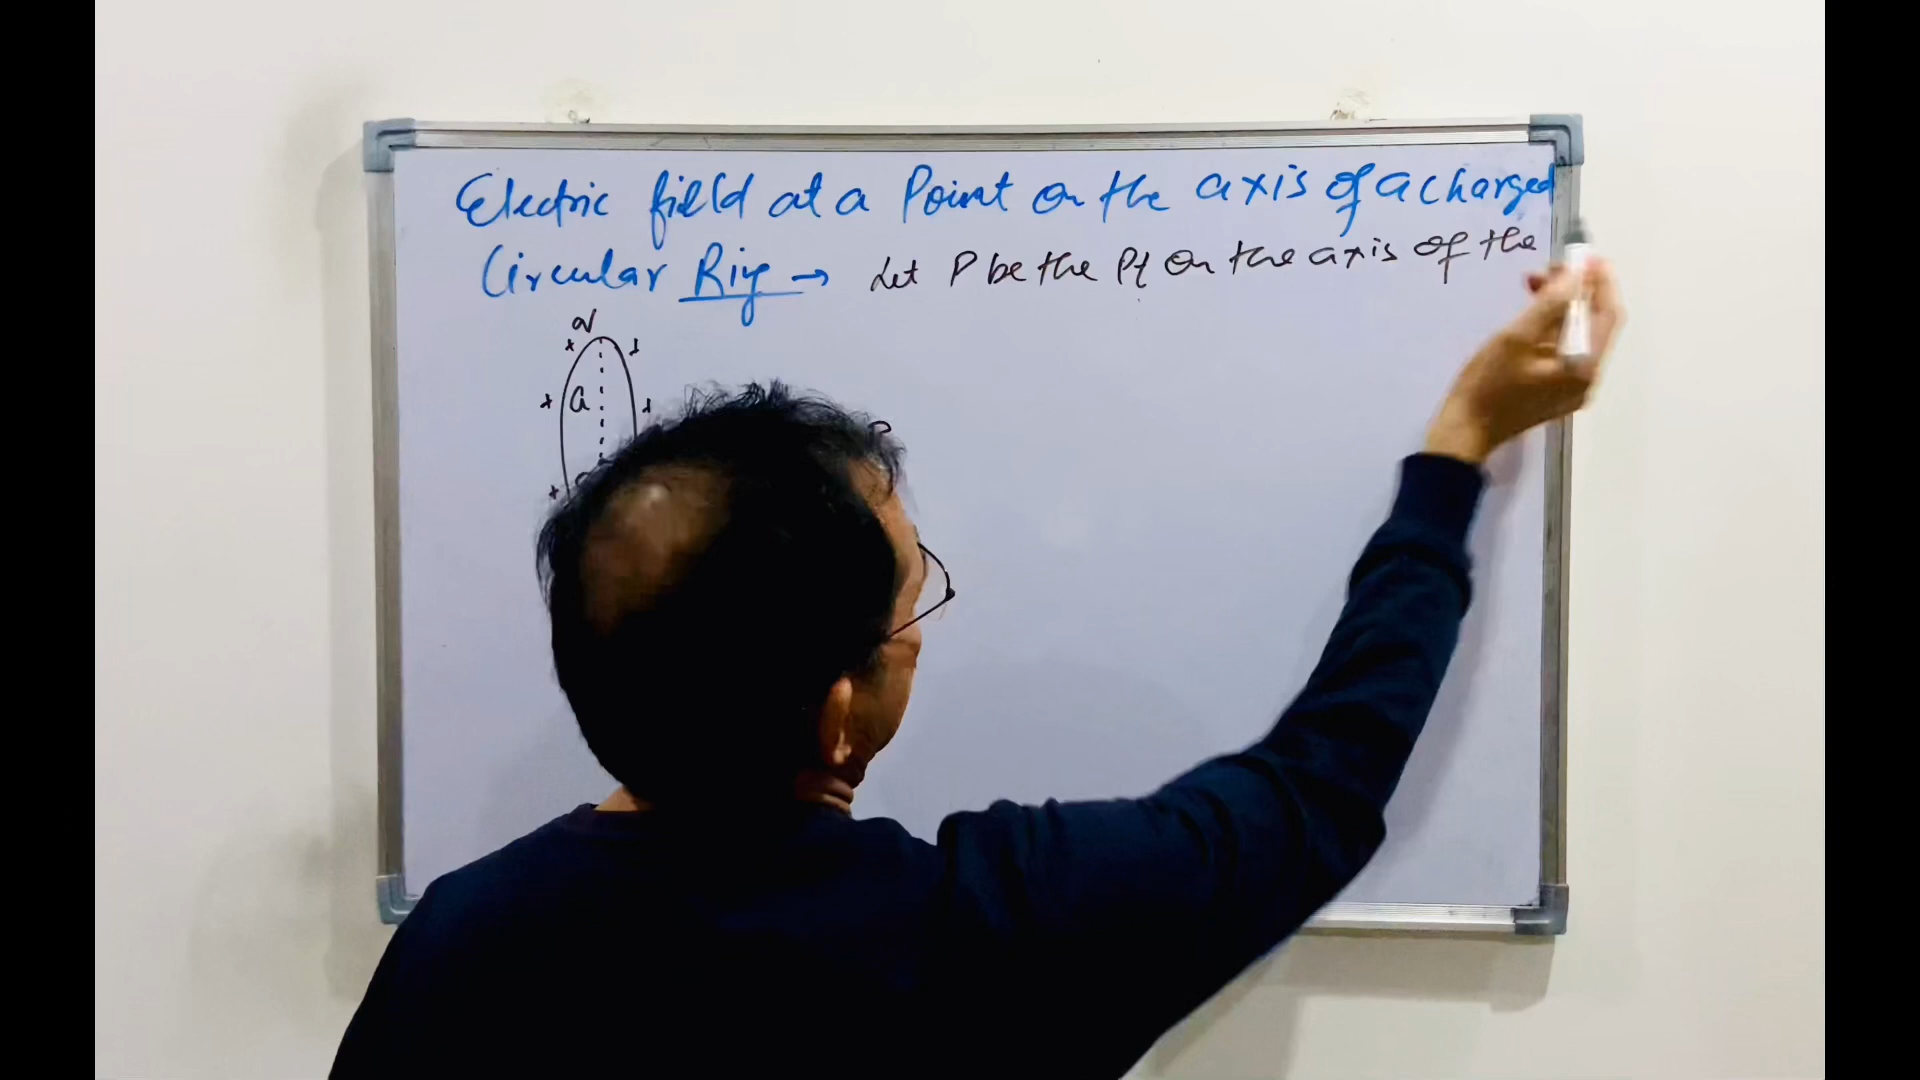 Electric field at a Point on the axis of a charged
Circular Ring → Let P be the Pt on the axis of the
a
P